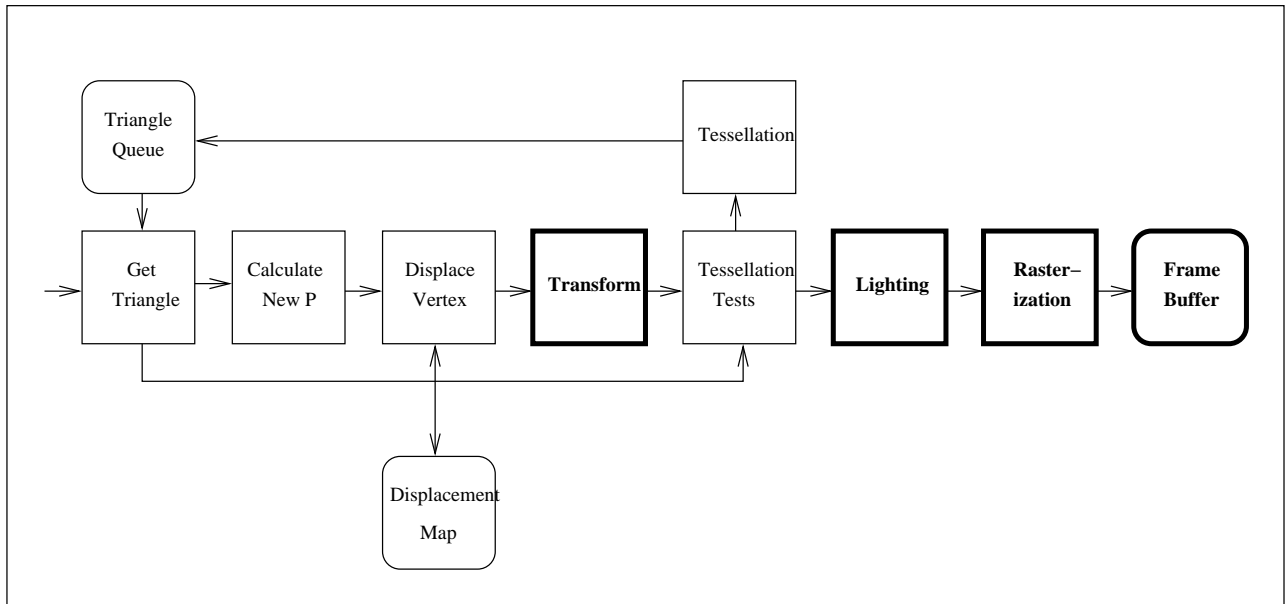 Triangle
Queue
Tessellation
Get
Triangle
Calculate
New P
Displace
Vertex
Transform
Tessellation
Tests
Lighting
Raster–
ization
Frame
Buffer
Displacement
Map